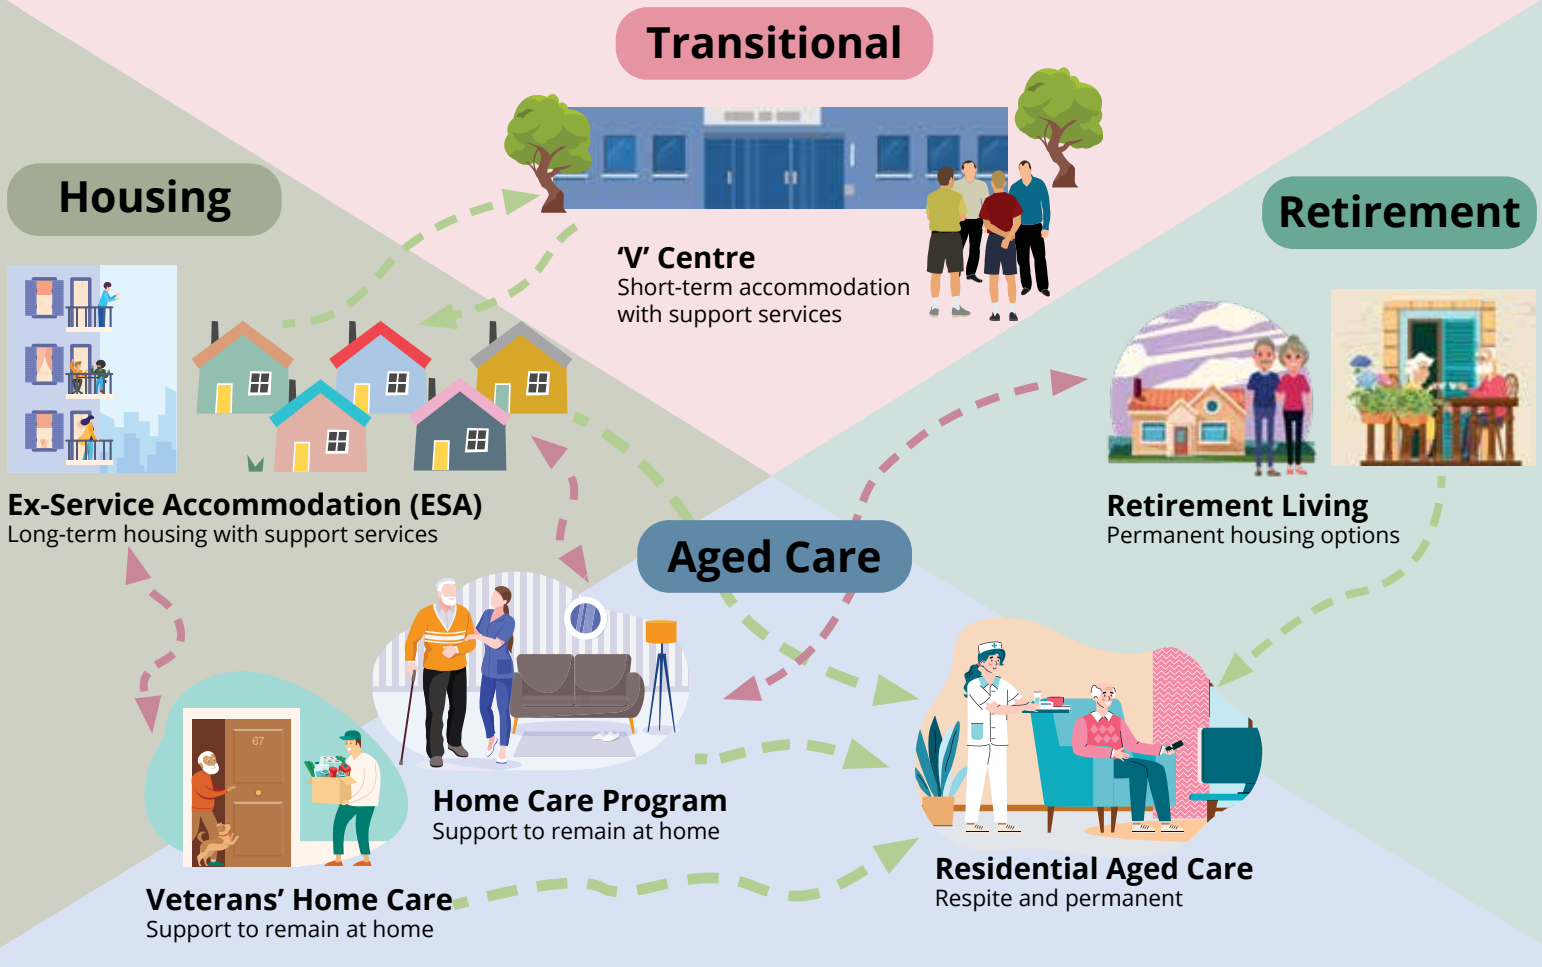 Transitional
Housing
Retirement
‘V’ Centre
Short-term accommodation
with support services
Ex-Service Accommodation (ESA)
Long-term housing with support services
Retirement Living
Permanent housing options
Aged Care
67
Home Care Program
Support to remain at home
Residential Aged Care
Respite and permanent
Veterans’ Home Care
Support to remain at home